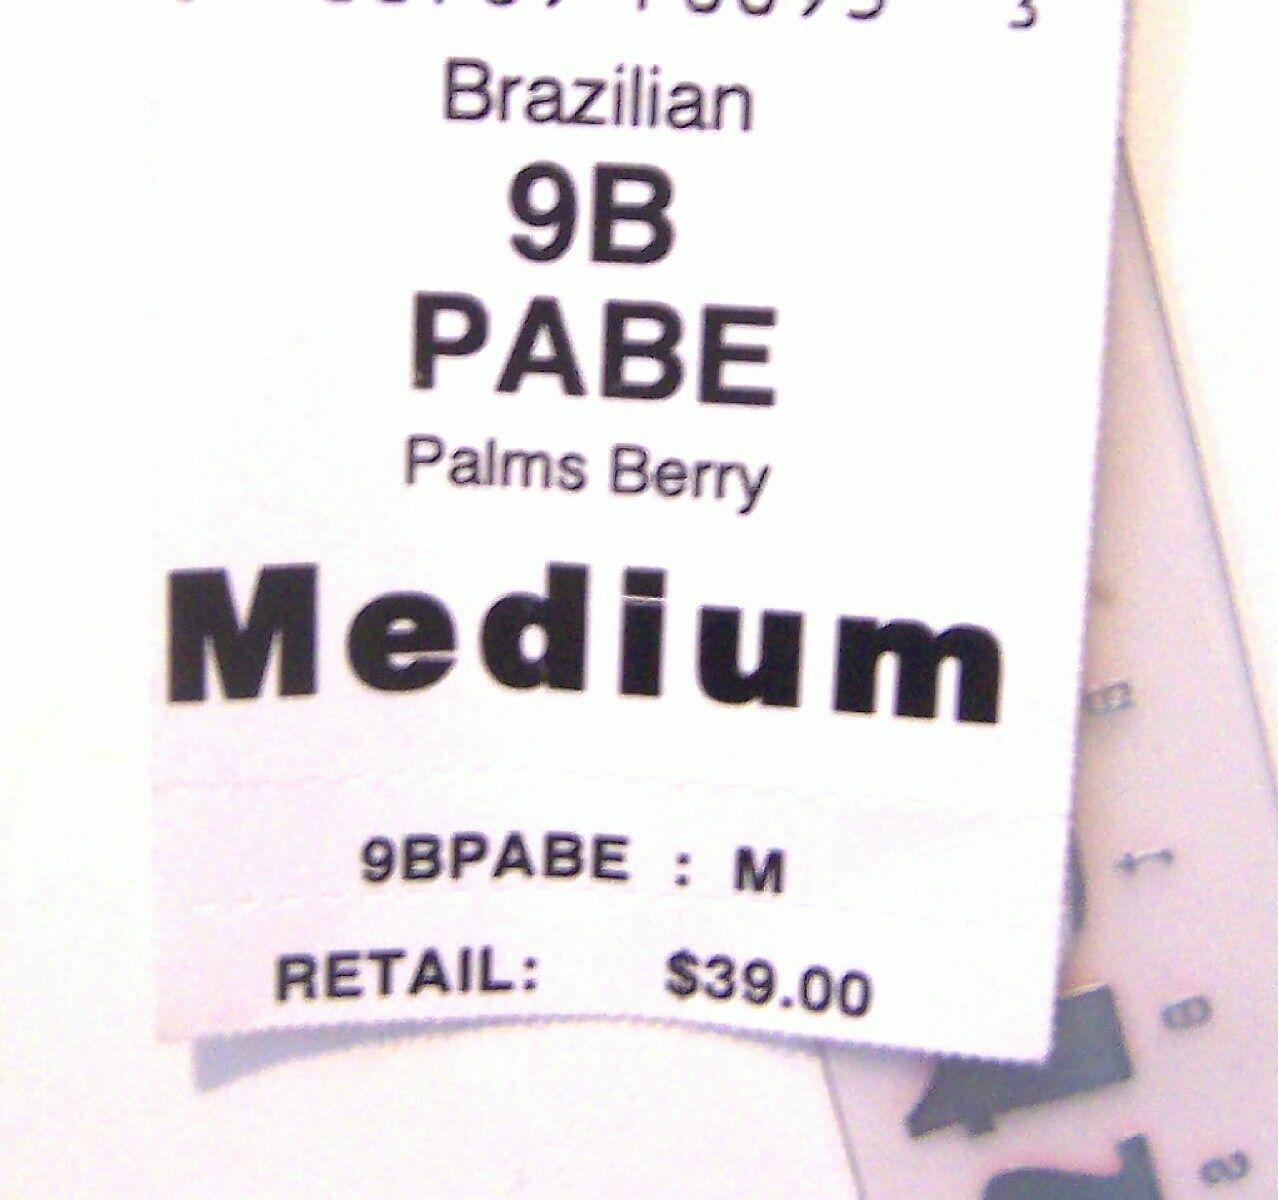 Brazilian
9B
PABE
Palms Berry
Medium
9BPABE : M
RETAIL: $39.00